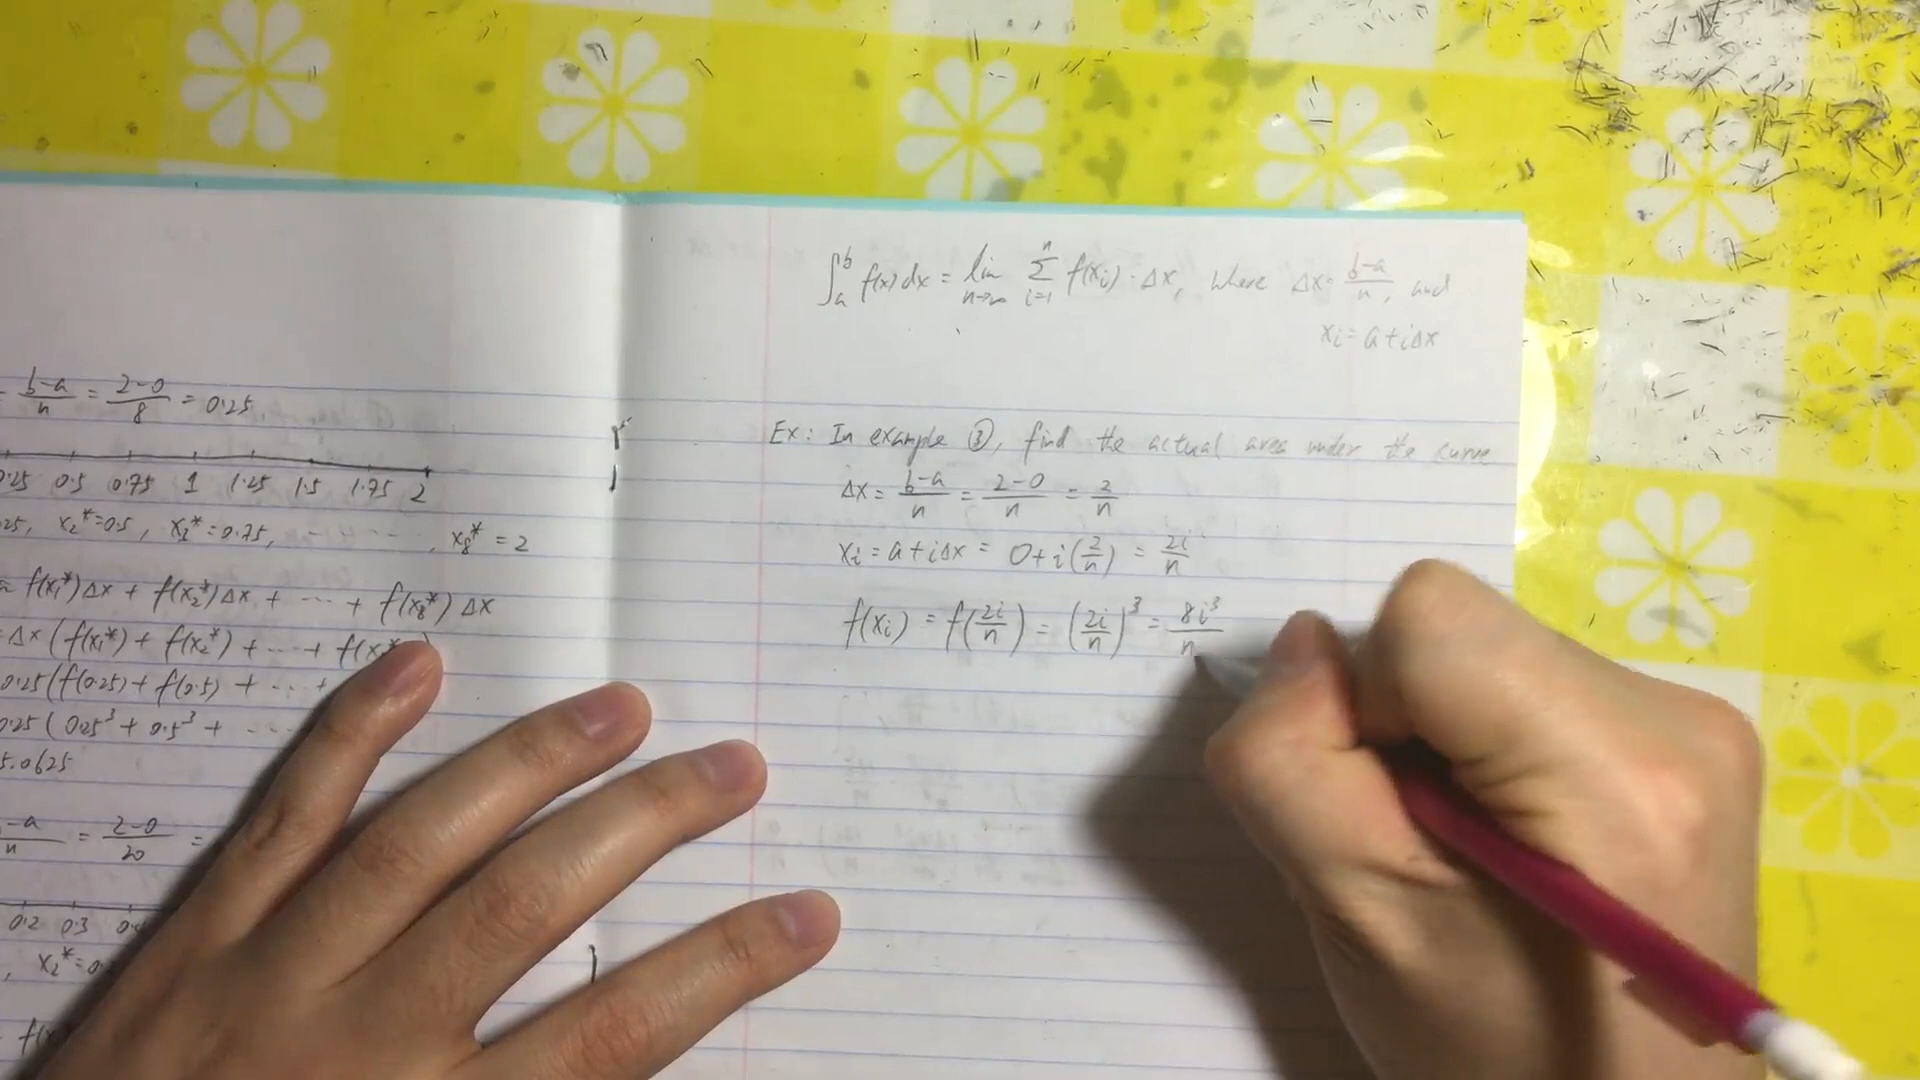 = b-a/n = 2-0/8 = 0.25
0.25 0.5 0.75 1 1.25 1.5 1.75 2
x₂*=0.5, x₃*=0.75, ..., x₈*=2
f(x₁*)Δx + f(x₂*)Δx + ... + f(x₈*)Δx
=Δx(f(x₁*) + f(x₂*) + ... + f(x₈*)
0.25(f(0.25) + f(0.5) + ... +
0.25(0.25³ + 0.5³ + ...
5.0625
-a/n = 2-0/20 =
0.2 0.3
, x₂*=0.
∫ₐᵇ f(x)dx = lim n→∞ Σ i=1 n f(xᵢ)·Δx, where Δx = b-a/n, and
xᵢ = a+iΔx
Ex: In example ③, find the actual area under the curve
Δx = b-a/n = 2-0/n = 2/n
xᵢ = a+iΔx = 0+i(2/n) = 2i/n
f(xᵢ) = f(2i/n) = (2i/n)³ = 8i³/n